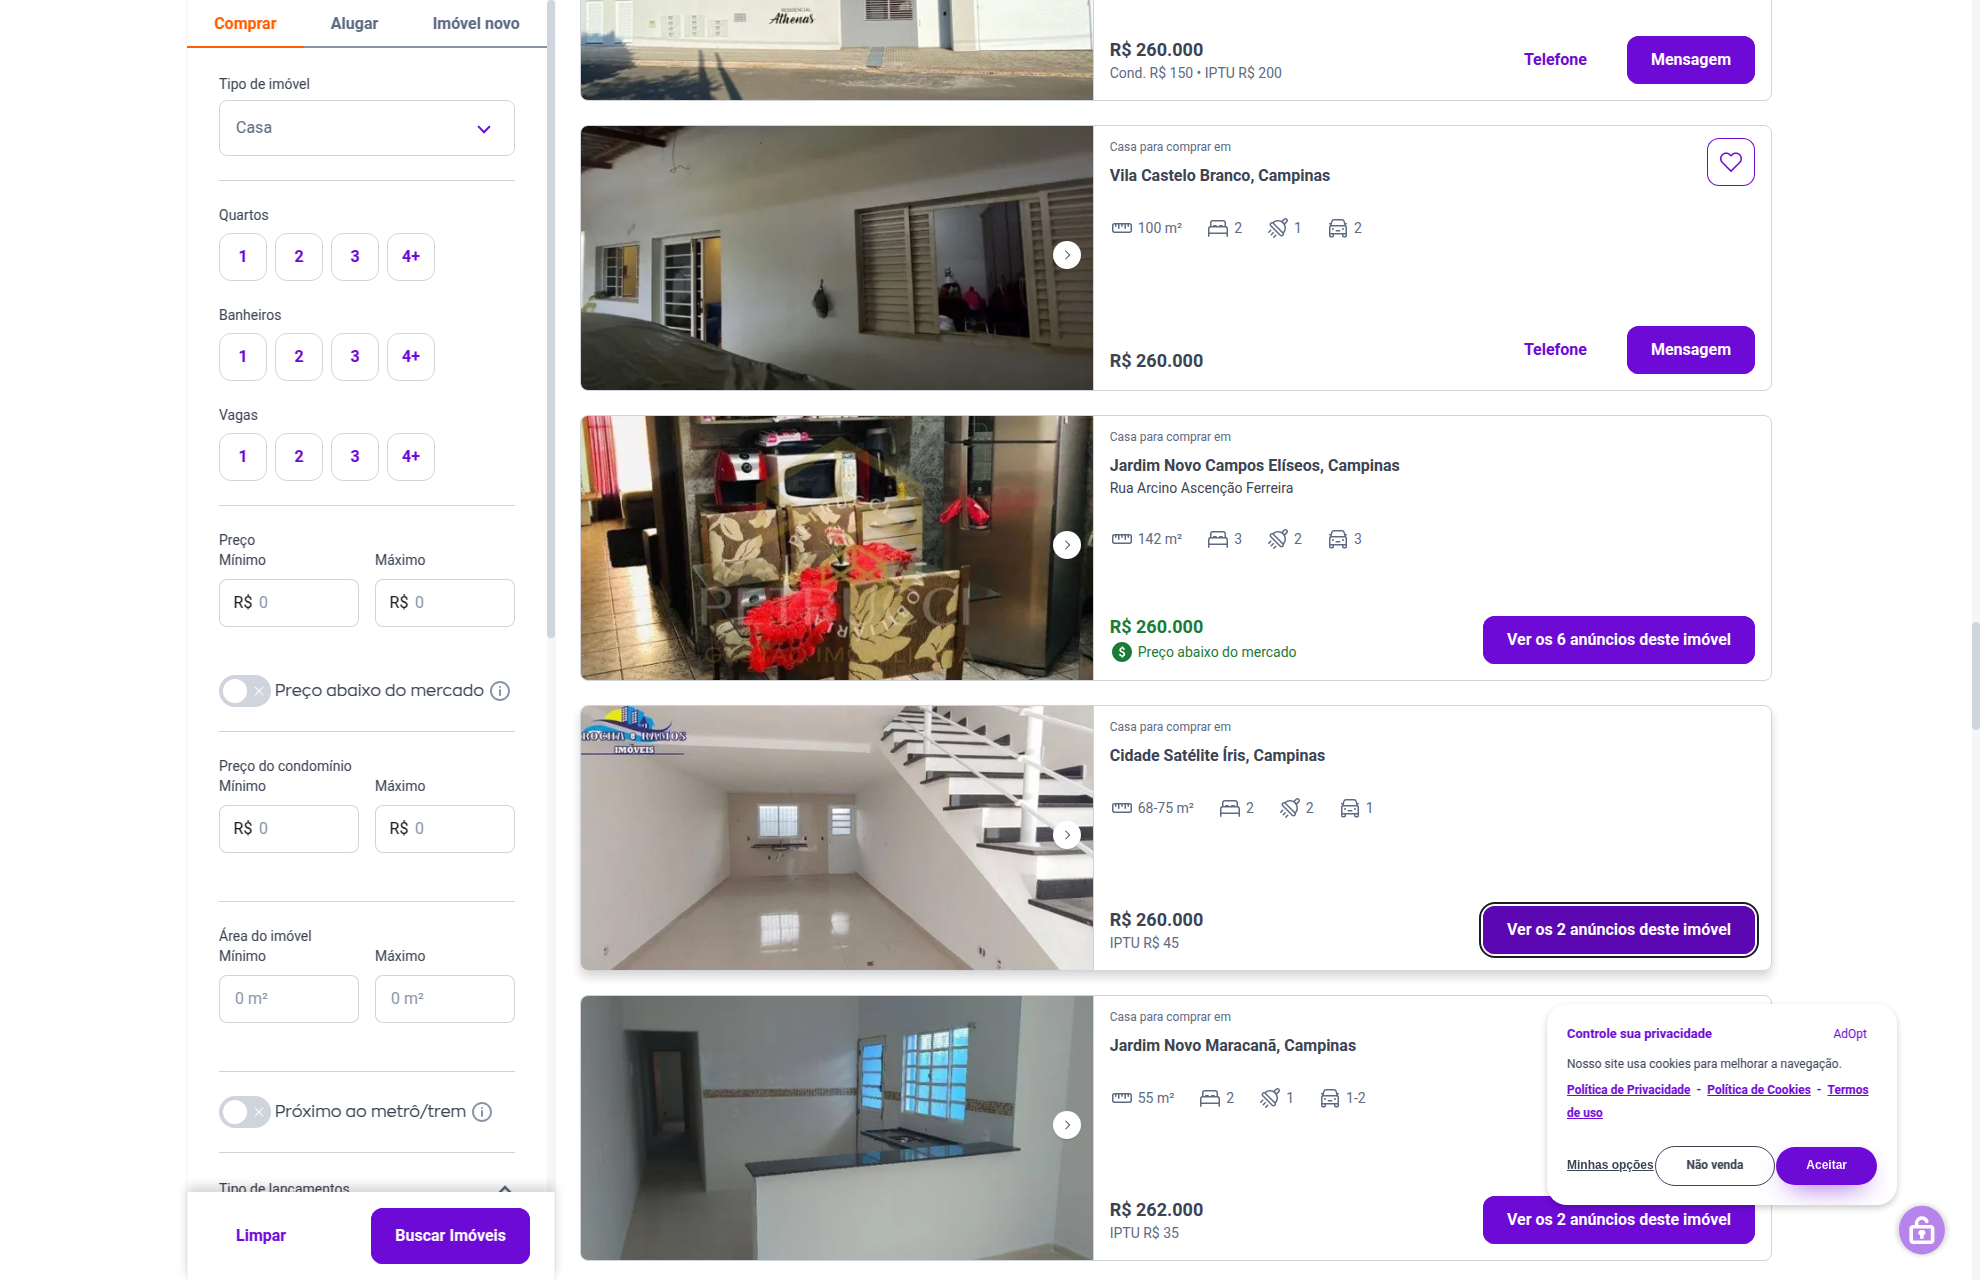 Comprar
Alugar
Imóvel novo
Tipo de imóvel
Casa
Quartos
1
2
3
4+
Banheiros
1
2
3
4+
Vagas
1
2
3
4+
Preço
Mínimo
Máximo
R$ 0
R$ 0
Preço abaixo do mercado
Preço do condomínio
Mínimo
Máximo
R$ 0
R$ 0
Área do imóvel
Mínimo
Máximo
0 m²
0 m²
Próximo ao metrô/trem
Tipo de lançamentos
Limpar
Buscar Imóveis
RESIDENCIAL
Athenas
R$ 260.000
Cond. R$ 150 • IPTU R$ 200
Telefone
Mensagem
Casa para comprar em
Vila Castelo Branco, Campinas
100 m²
2
1
2
R$ 260.000
Telefone
Mensagem
PETRUCCI
Casa para comprar em
Jardim Novo Campos Elíseos, Campinas
Rua Arcino Ascenção Ferreira
142 m²
3
2
3
R$ 260.000
$ Preço abaixo do mercado
Ver os 6 anúncios deste imóvel
ROCHA & RAMOS
IMÓVEIS
Casa para comprar em
Cidade Satélite Íris, Campinas
68-75 m²
2
2
1
R$ 260.000
IPTU R$ 45
Ver os 2 anúncios deste imóvel
Casa para comprar em
Jardim Novo Maracanã, Campinas
55 m²
2
1
1-2
R$ 262.000
IPTU R$ 35
Ver os 2 anúncios deste imóvel
Controle sua privacidade
AdOpt
Nosso site usa cookies para melhorar a navegação.
Política de Privacidade - Política de Cookies - Termos
de uso
Minhas opções
Não venda
Aceitar